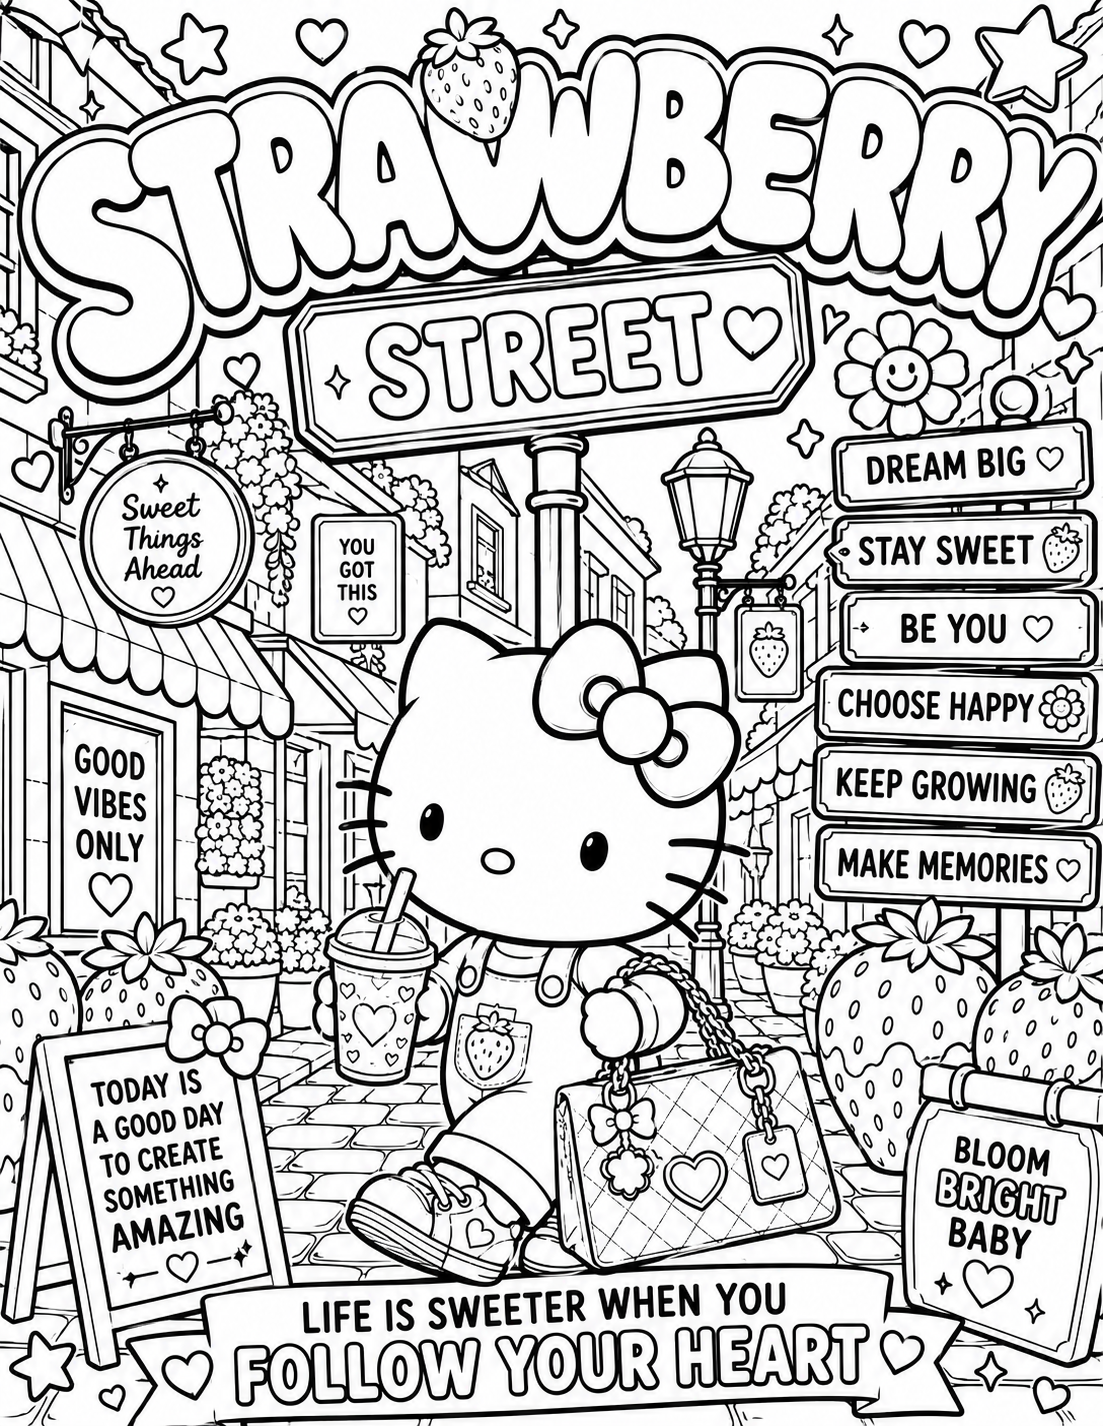 STRAWBERRY
STREET
Sweet
Things
Ahead
YOU
GOT
THIS
DREAM BIG
STAY SWEET
BE YOU
CHOOSE HAPPY
KEEP GROWING
MAKE MEMORIES
GOOD
VIBES
ONLY
TODAY IS
A GOOD DAY
TO CREATE
SOMETHING
AMAZING
BLOOM
BRIGHT
BABY
LIFE IS SWEETER WHEN YOU
FOLLOW YOUR HEART